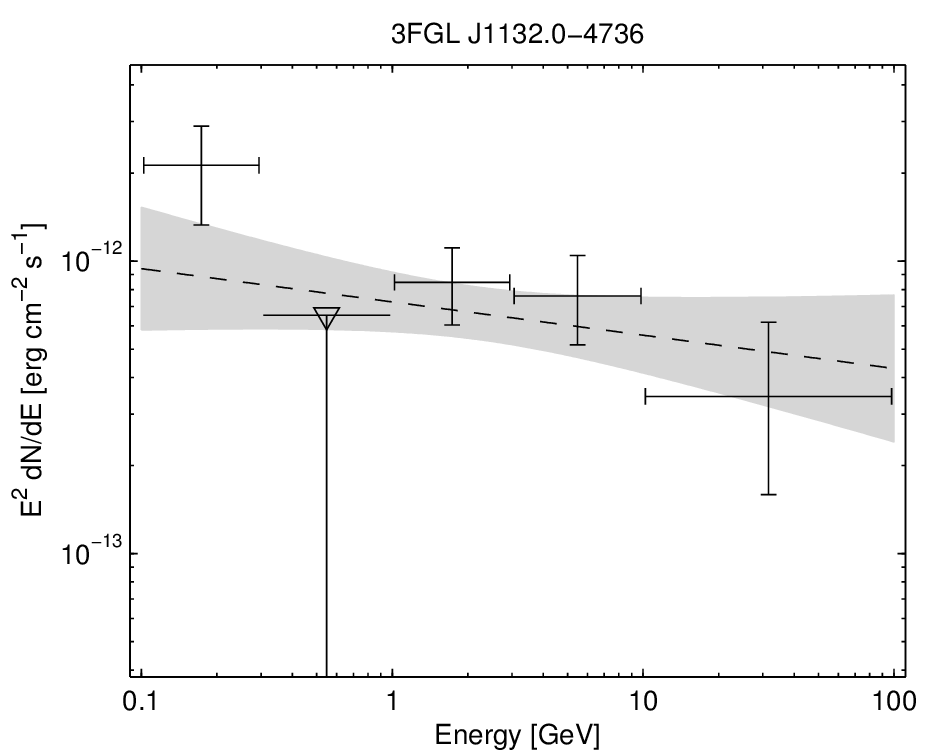 3FGL J1132.0−4736
E² dN/dE [erg cm⁻² s⁻¹]
10⁻¹²
10⁻¹³
0.1 1 10 100
Energy [GeV]